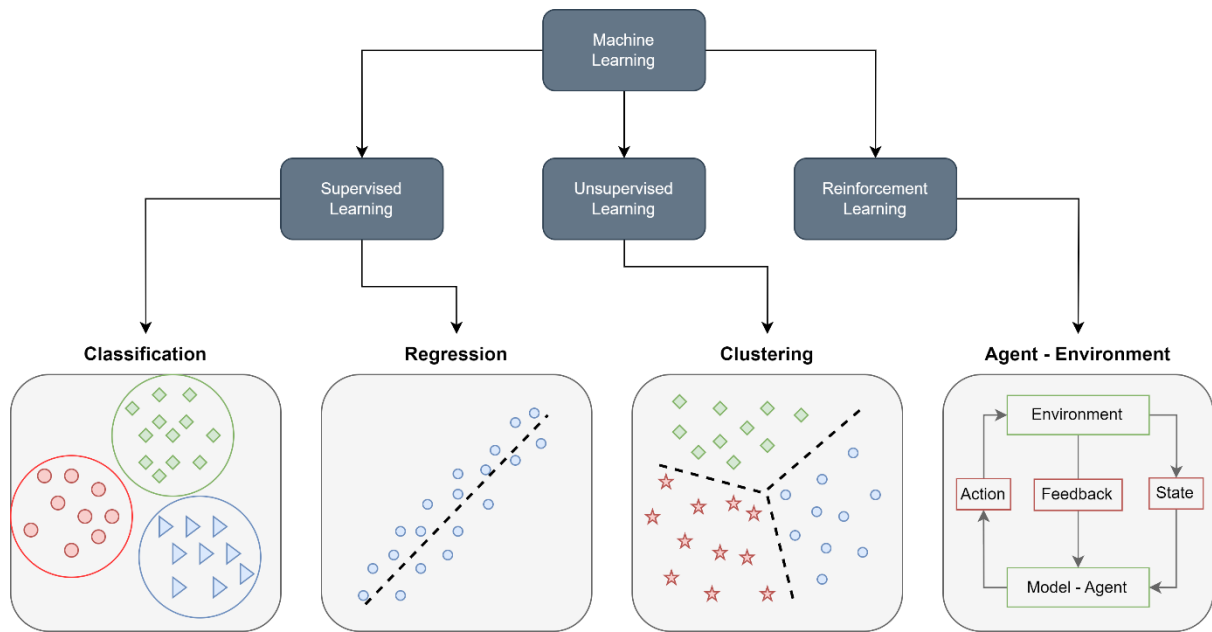 Machine
Learning
Supervised
Learning
Unsupervised
Learning
Reinforcement
Learning
Classification
Regression
Clustering
Agent - Environment
Environment
Action
Feedback
State
Model - Agent